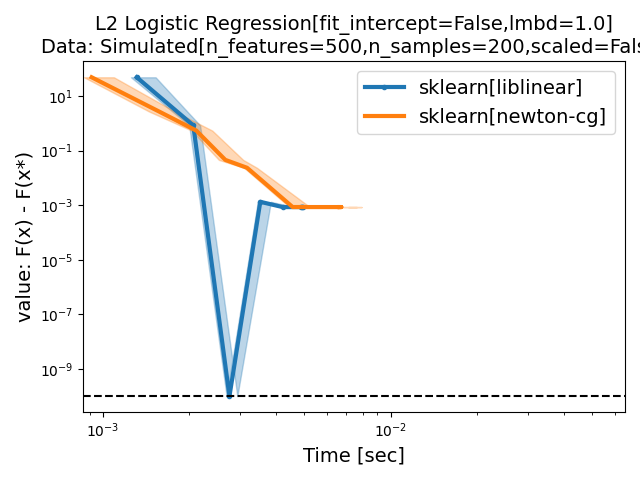 L2 Logistic Regression[fit_intercept=False,lmbd=1.0]
Data: Simulated[n_features=500,n_samples=200,scaled=Fals
sklearn[liblinear]
sklearn[newton-cg]
value: F(x) - F(x*)
10^1
10^-1
10^-3
10^-5
10^-7
10^-9
10^-3
10^-2
Time [sec]